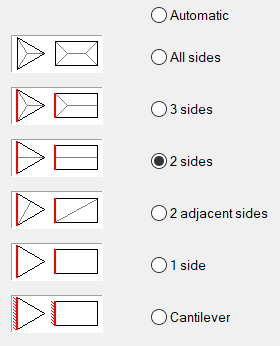 Automatic
All sides
3 sides
2 sides
2 adjacent sides
1 side
Cantilever